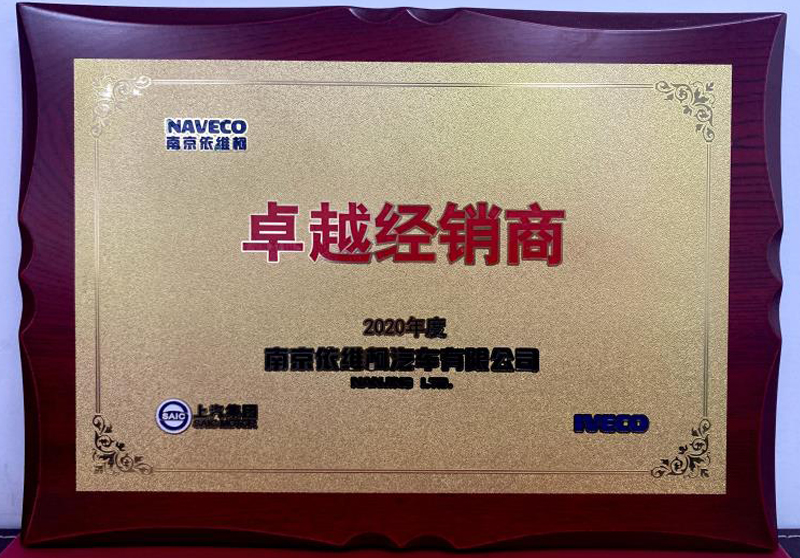 NAVECO
南京依维柯
卓越经销商
2020年度
南京依维柯汽车有限公司
SAIC 上汽集团
IVECO